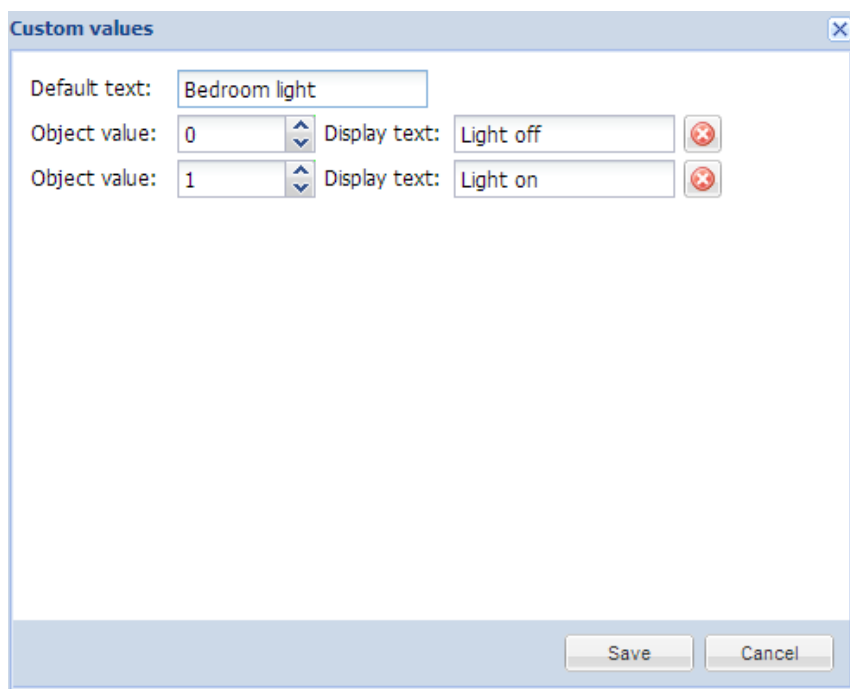 Custom values
Default text: Bedroom light
Object value: 0 Display text: Light off
Object value: 1 Display text: Light on
Save Cancel